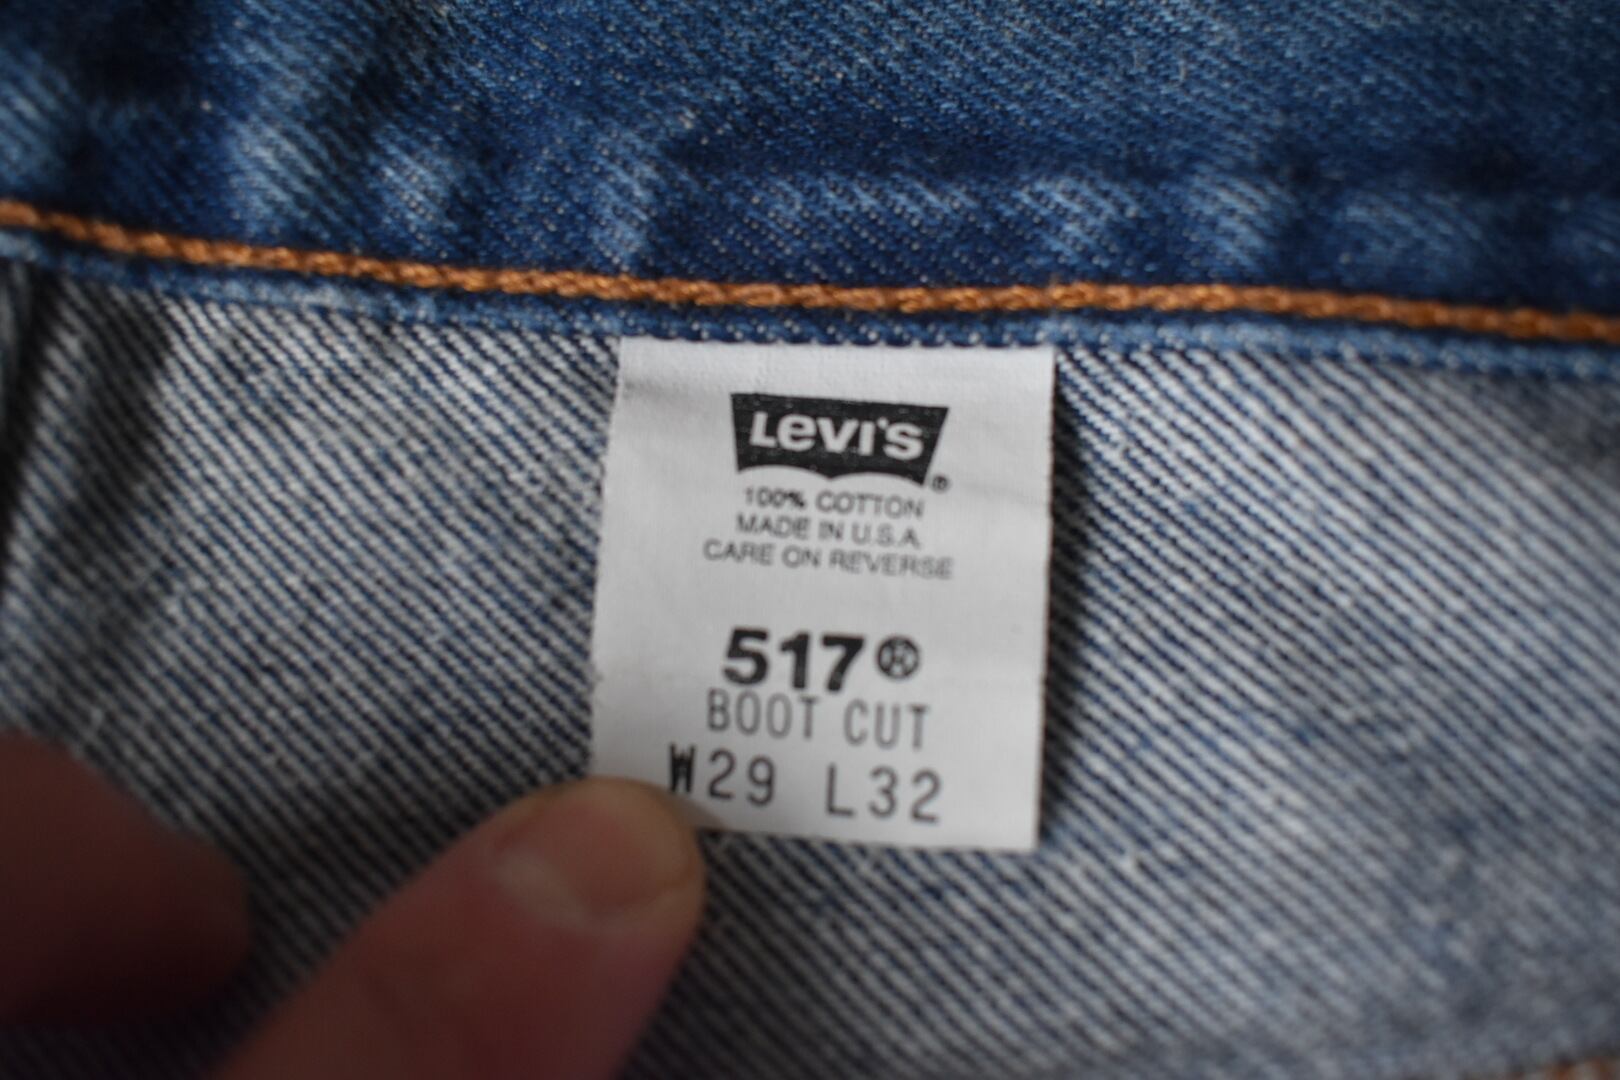 Levi's®
100% COTTON
MADE IN U.S.A.
CARE ON REVERSE
517®
BOOT CUT
W29 L32